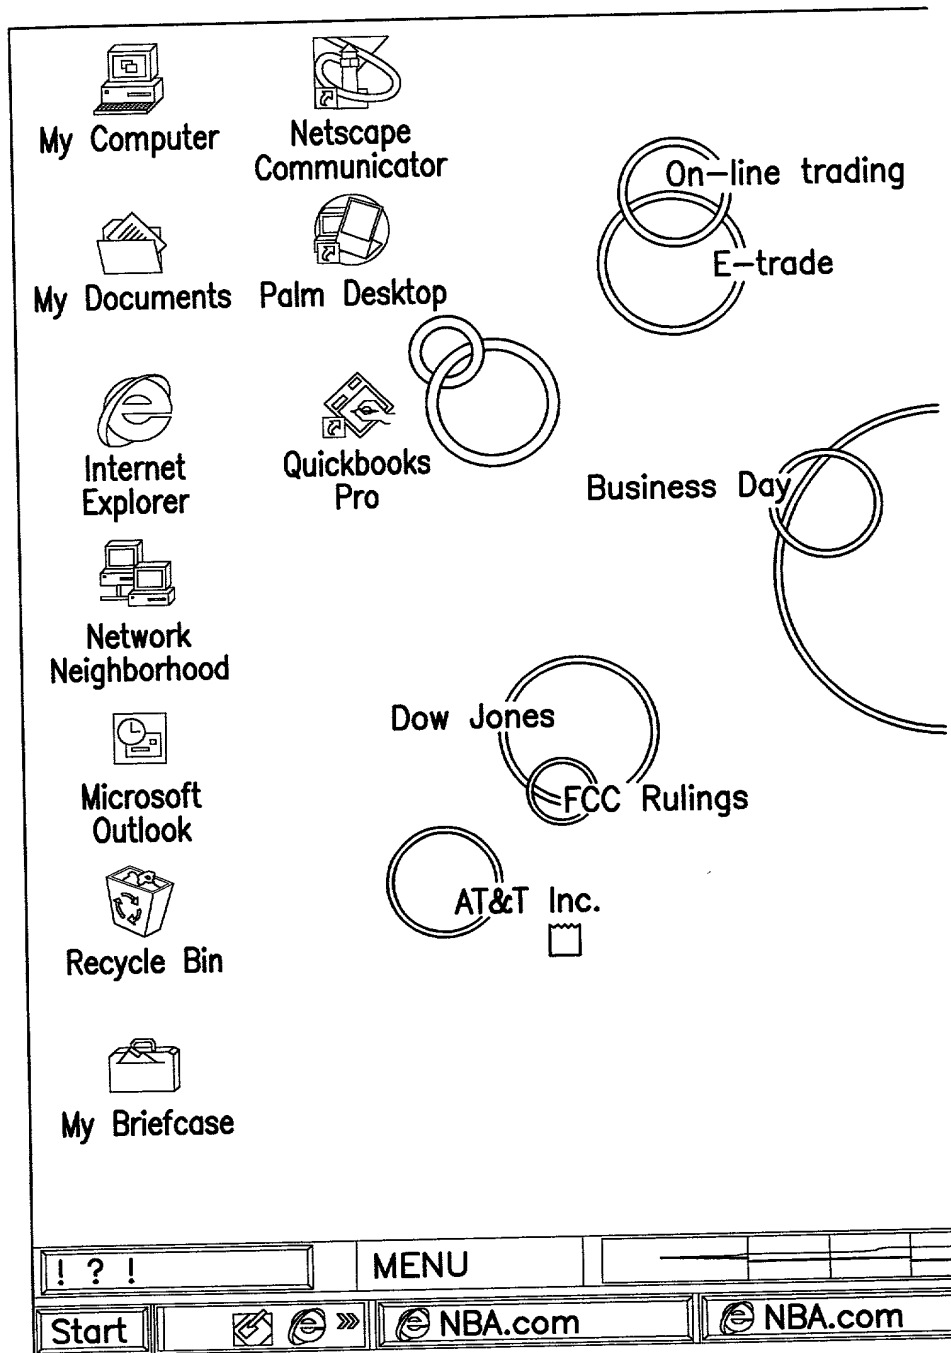 My Computer
Netscape
Communicator
On-line trading
My Documents
Palm Desktop
E-trade
Internet
Explorer
Quickbooks
Pro
Business Day
Network
Neighborhood
Dow Jones
Microsoft
Outlook
FCC Rulings
AT&T Inc.
Recycle Bin
My Briefcase
! ? !
MENU
Start
NBA.com
NBA.com